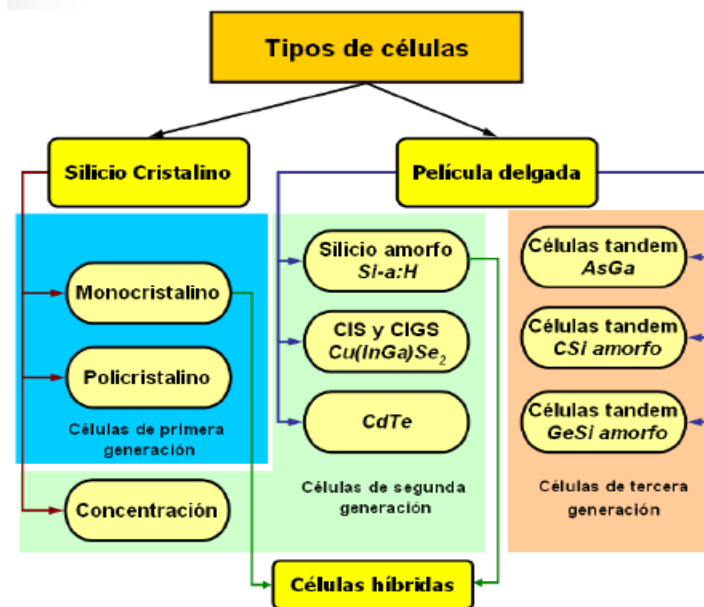 Tipos de células
Silicio Cristalino
Película delgada
Monocristalino
Policristalino
Células de primera
generación
Concentración
Silicio amorfo
Si-a:H
CIS y CIGS
Cu(InGa)Se₂
CdTe
Células de segunda
generación
Células tandem
AsGa
Células tandem
CSi amorfo
Células tandem
GeSi amorfo
Células de tercera
generación
Células híbridas